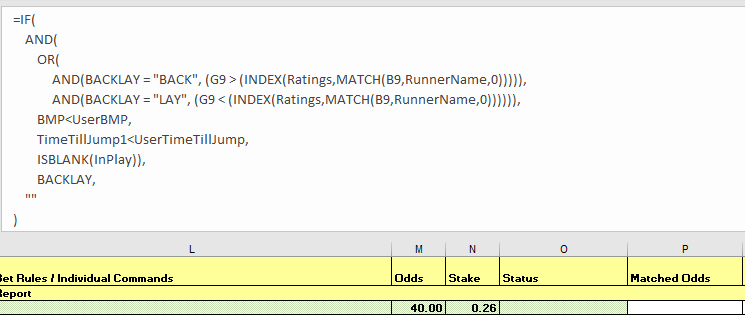 =IF(
AND(
OR(
AND(BACKLAY = "BACK", (G9 > (INDEX(Ratings,MATCH(B9,RunnerName,0))))),
AND(BACKLAY = "LAY", (G9 < (INDEX(Ratings,MATCH(B9,RunnerName,0)))))),
BMP<UserBMP,
TimeTillJump1<UserTimeTillJump,
ISBLANK(InPlay)),
BACKLAY,
""
)
L M N O P
Bet Rules / Individual Commands Odds Stake Status Matched Odds
Report
40.00 0.26